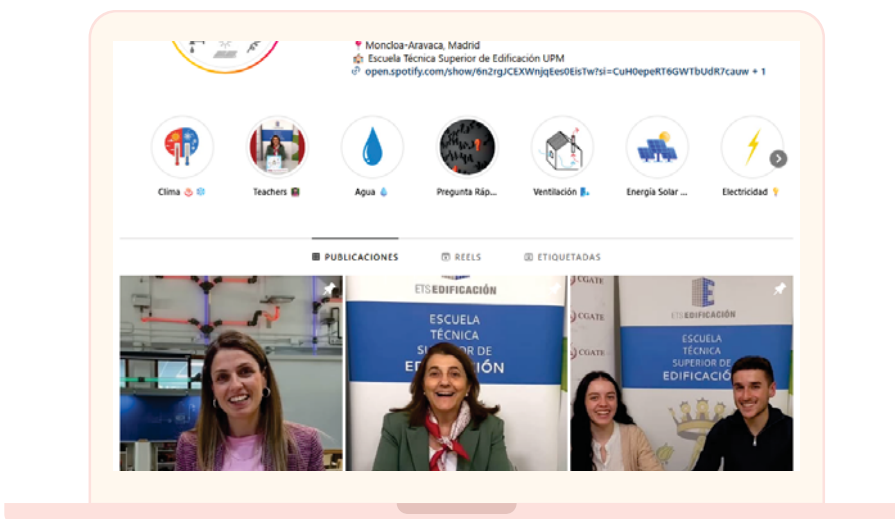 Moncloa-Aravaca, Madrid
Escuela Técnica Superior de Edificación UPM
open.spotify.com/show/6n2rgJCEXWnjqEes0EisTw?si=CuH0epeRT6GWTbUdR7cauw + 1
Clima
Teachers
Agua
Pregunta Ráp...
Ventilación
Energía Solar ...
Electricidad
PUBLICACIONES
REELS
ETIQUETADAS
ETSEDIFICACIÓN
ESCUELA
TÉCNICA
SUPERIOR DE
CGATE
CGATE
CGATE
ETSEDIFICACIÓN
ESCUELA
TÉCNICA
SUPERIOR DE